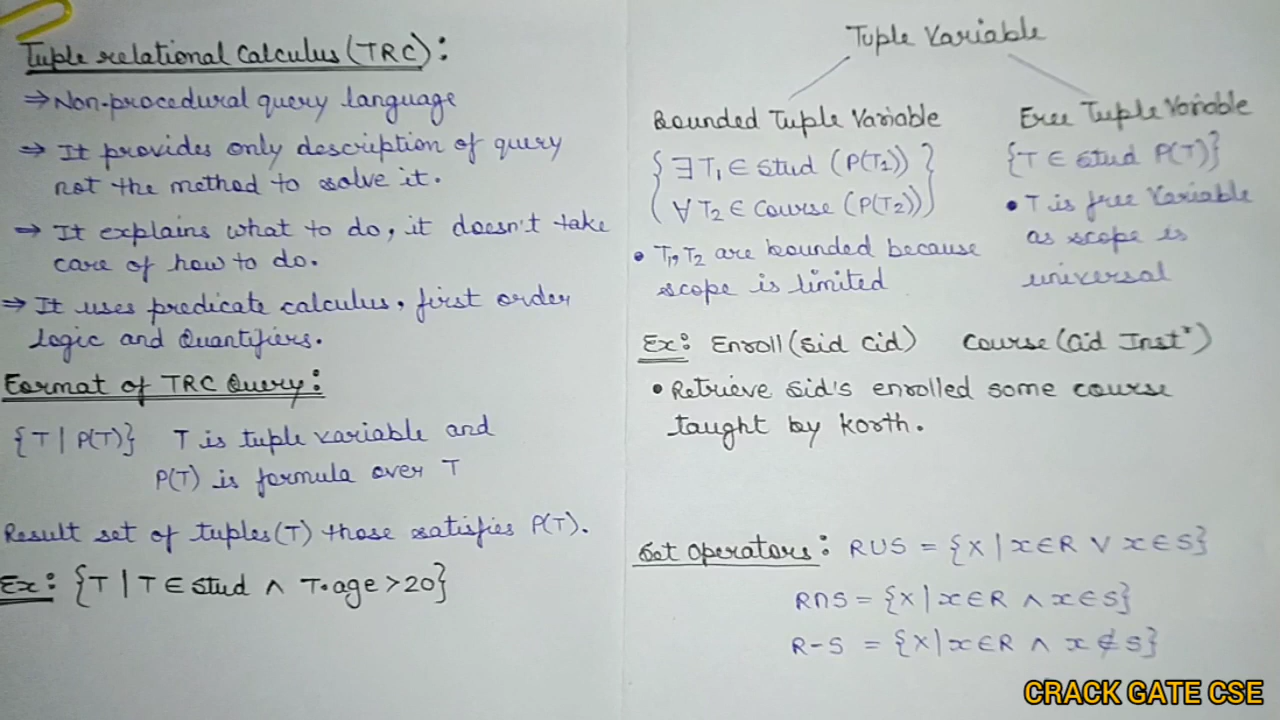 Tuple relational Calculus (TRC):
⇒ Non-procedural query language
⇒ It provides only description of query
not the method to solve it.
⇒ It explains what to do, it doesn't take
care of how to do.
⇒ It uses predicate calculus, first order
logic and Quantifiers.
Format of TRC Query:
{T | P(T)} T is tuple variable and
P(T) is formula over T
Result set of tuples(T) those satisfies P(T).
Ex: {T | T ∈ Stud ∧ T.age > 20}
Tuple Variable
Bounded Tuple Variable
{∃ T₁ ∈ Stud (P(T₁))
∀ T₂ ∈ Course (P(T₂))}
• T₁, T₂ are bounded because
scope is limited
Free Tuple Variable
{T ∈ Stud P(T)}
• T is free Variable
as scope is
universal
Ex: Enroll(Sid Cid) Course(Cid Instʳ)
• Retrieve Sid's enrolled some course
taught by Korth.
Set Operators: R∪S = {X | x∈R ∨ x∈S}
R∩S = {X | x∈R ∧ x∈S}
R-S = {X | x∈R ∧ x∉S}
CRACK GATE CSE